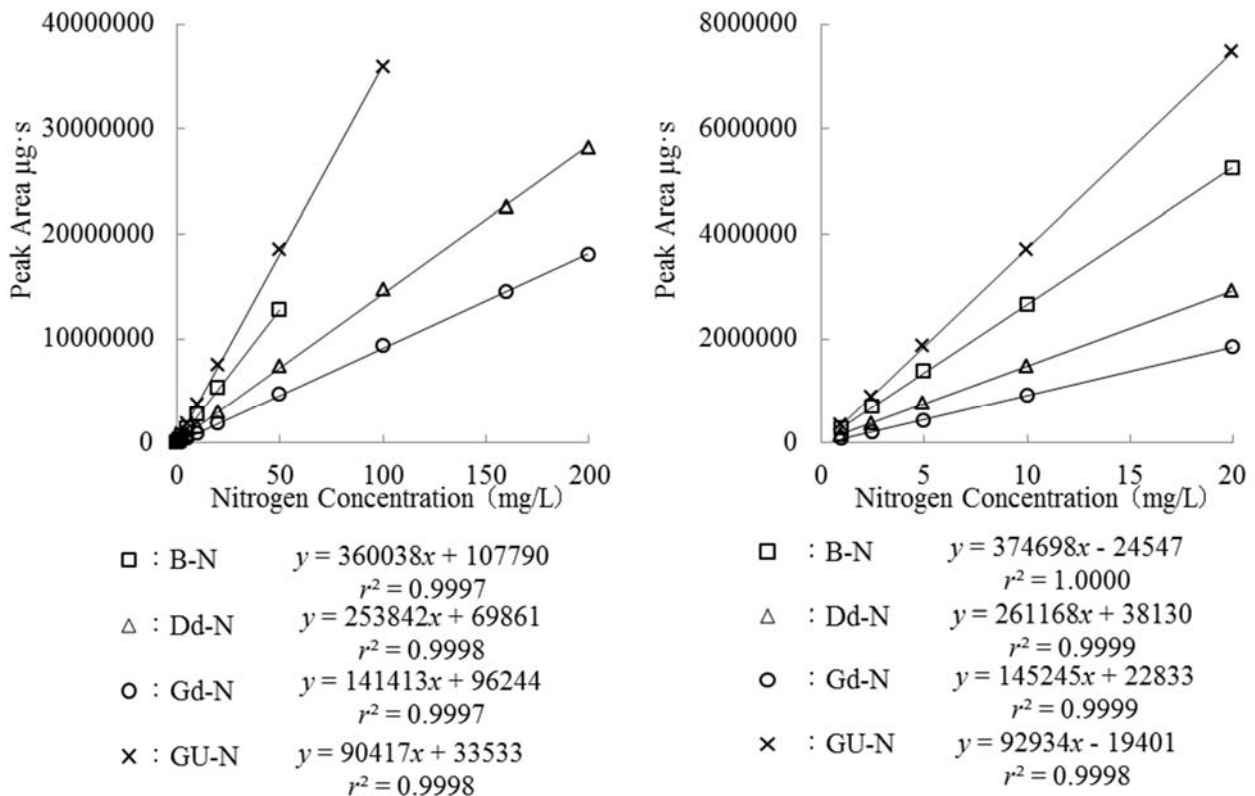 40000000
30000000
20000000
10000000
0
Peak Area µg·s
0 50 100 150 200
Nitrogen Concentration（mg/L）
□ : B-N y = 360038x + 107790
r² = 0.9997
△ : Dd-N y = 253842x + 69861
r² = 0.9998
○ : Gd-N y = 141413x + 96244
r² = 0.9997
× : GU-N y = 90417x + 33533
r² = 0.9998
8000000
6000000
4000000
2000000
0
Peak Area µg·s
0 5 10 15 20
Nitrogen Concentration（mg/L）
□ : B-N y = 374698x - 24547
r² = 1.0000
△ : Dd-N y = 261168x + 38130
r² = 0.9999
○ : Gd-N y = 145245x + 22833
r² = 0.9999
× : GU-N y = 92934x - 19401
r² = 0.9998